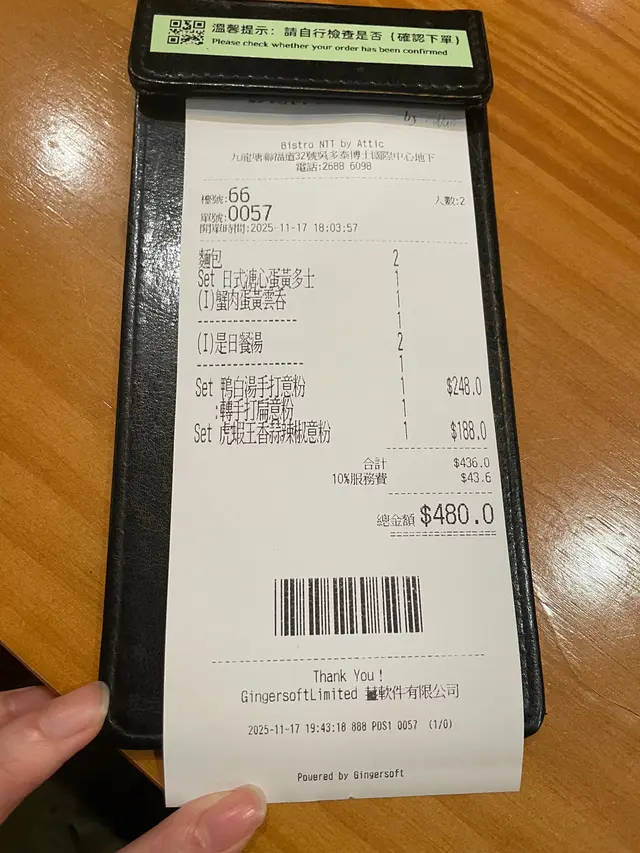 溫馨提示：請自行檢查是否 (確認下單)
Please check whether your order has been confirmed
by
Bistro NTT by Attic
九龍塘聯福道32號吳多泰博士國際中心地下
電話:2688 6098
檯號:66 人數:2
單號:0057
開單時間:2025-11-17 18:03:57
麵包 2
Set 日式溏心蛋黃多士 1
(I)蟹肉蛋黃雲呑 1
---------------- 1
(I)是日餐湯 2
---------------- 1
Set 鴨白湯手打意粉 1 $248.0
:轉手打扁意粉 1
Set 虎蝦王香蒜辣椒意粉 1 $188.0
合計 $436.0
10%服務費 $43.6
總金額 $480.0
Thank You !
GingersoftLimited 軟件有限公司
2025-11-17 19:43:18 888 POS1 0057 (1/0)
Powered by Gingersoft